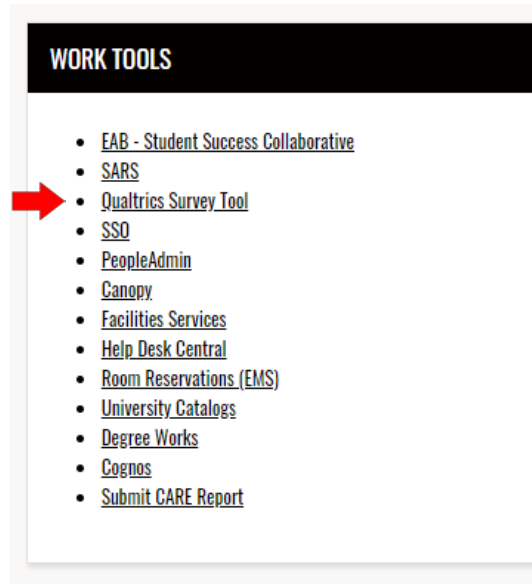 WORK TOOLS
EAB - Student Success Collaborative
SARS
Qualtrics Survey Tool
SSO
PeopleAdmin
Canopy
Facilities Services
Help Desk Central
Room Reservations (EMS)
University Catalogs
Degree Works
Cognos
Submit CARE Report